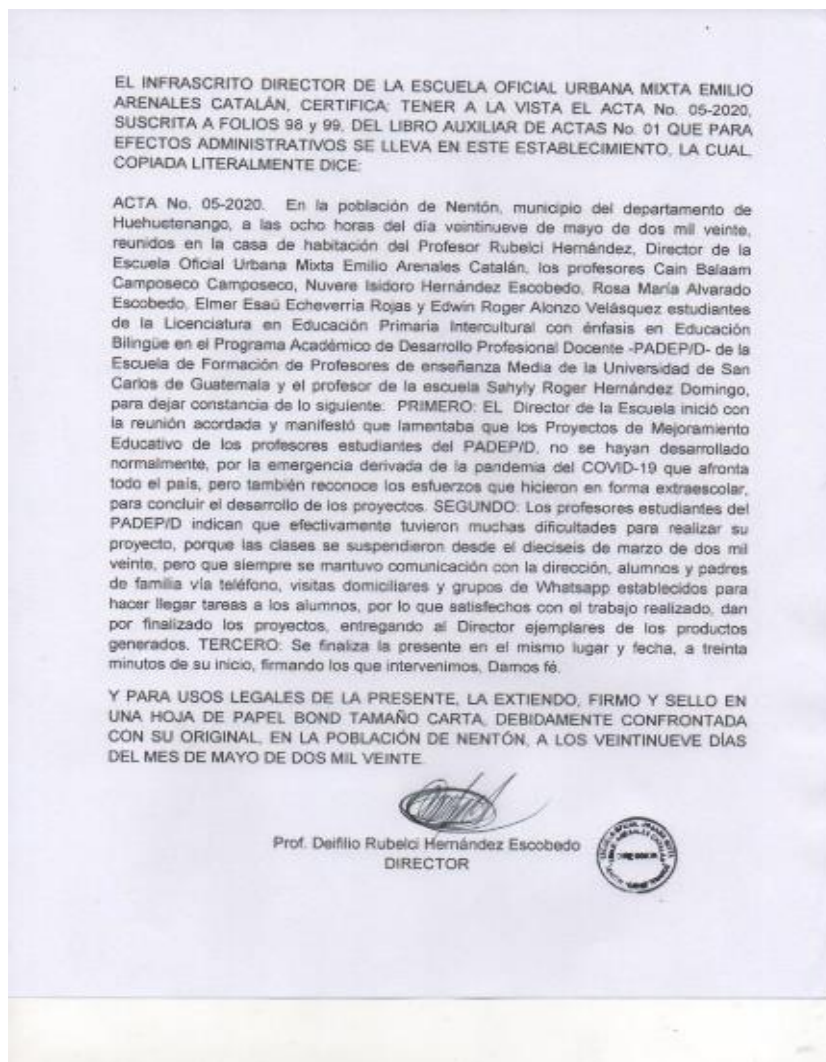 EL INFRASCRITO DIRECTOR DE LA ESCUELA OFICIAL URBANA MIXTA EMILIO
ARENALES CATALÁN, CERTIFICA: TENER A LA VISTA EL ACTA No. 05-2020,
SUSCRITA A FOLIOS 98 y 99, DEL LIBRO AUXILIAR DE ACTAS No. 01 QUE PARA
EFECTOS ADMINISTRATIVOS SE LLEVA EN ESTE ESTABLECIMIENTO, LA CUAL
COPIADA LITERALMENTE DICE:
ACTA No. 05-2020. En la población de Nentón, municipio del departamento de
Huehuetenango, a las ocho horas del día veintinueve de mayo de dos mil veinte,
reunidos en la casa de habitación del Profesor Rubelci Hernández, Director de la
Escuela Oficial Urbana Mixta Emilio Arenales Catalán, los profesores Cain Balaam
Camposeco Camposeco, Nuvere Isidoro Hernández Escobedo, Rosa María Alvarado
Escobedo, Elmer Esaú Echeverria Rojas y Edwin Roger Alonzo Velásquez estudiantes
de la Licenciatura en Educación Primaria Intercultural con énfasis en Educación
Bilingüe en el Programa Académico de Desarrollo Profesional Docente -PADEP/D- de la
Escuela de Formación de Profesores de enseñanza Media de la Universidad de San
Carlos de Guatemala y el profesor de la escuela Sahyly Roger Hernández Domingo,
para dejar constancia de lo siguiente: PRIMERO: EL Director de la Escuela inició con
la reunión acordada y manifestó que lamentaba que los Proyectos de Mejoramiento
Educativo de los profesores estudiantes del PADEP/D, no se hayan desarrollado
normalmente, por la emergencia derivada de la pandemia del COVID-19 que afronta
todo el país, pero también reconoce los esfuerzos que hicieron en forma extraescolar,
para concluir el desarrollo de los proyectos. SEGUNDO: Los profesores estudiantes del
PADEP/D indican que efectivamente tuvieron muchas dificultades para realizar su
proyecto, porque las clases se suspendieron desde el dieciseis de marzo de dos mil
veinte, pero que siempre se mantuvo comunicación con la dirección, alumnos y padres
de familia vía teléfono, visitas domiciliares y grupos de Whatsapp establecidos para
hacer llegar tareas a los alumnos, por lo que satisfechos con el trabajo realizado, dan
por finalizado los proyectos, entregando al Director ejemplares de los productos
generados. TERCERO: Se finaliza la presente en el mismo lugar y fecha, a treinta
minutos de su inicio, firmando los que intervenimos, Damos fé.
Y PARA USOS LEGALES DE LA PRESENTE, LA EXTIENDO, FIRMO Y SELLO EN
UNA HOJA DE PAPEL BOND TAMAÑO CARTA, DEBIDAMENTE CONFRONTADA
CON SU ORIGINAL, EN LA POBLACIÓN DE NENTÓN, A LOS VEINTINUEVE DÍAS
DEL MES DE MAYO DE DOS MIL VEINTE.
Prof. Deifilio Rubelci Hernández Escobedo
DIRECTOR